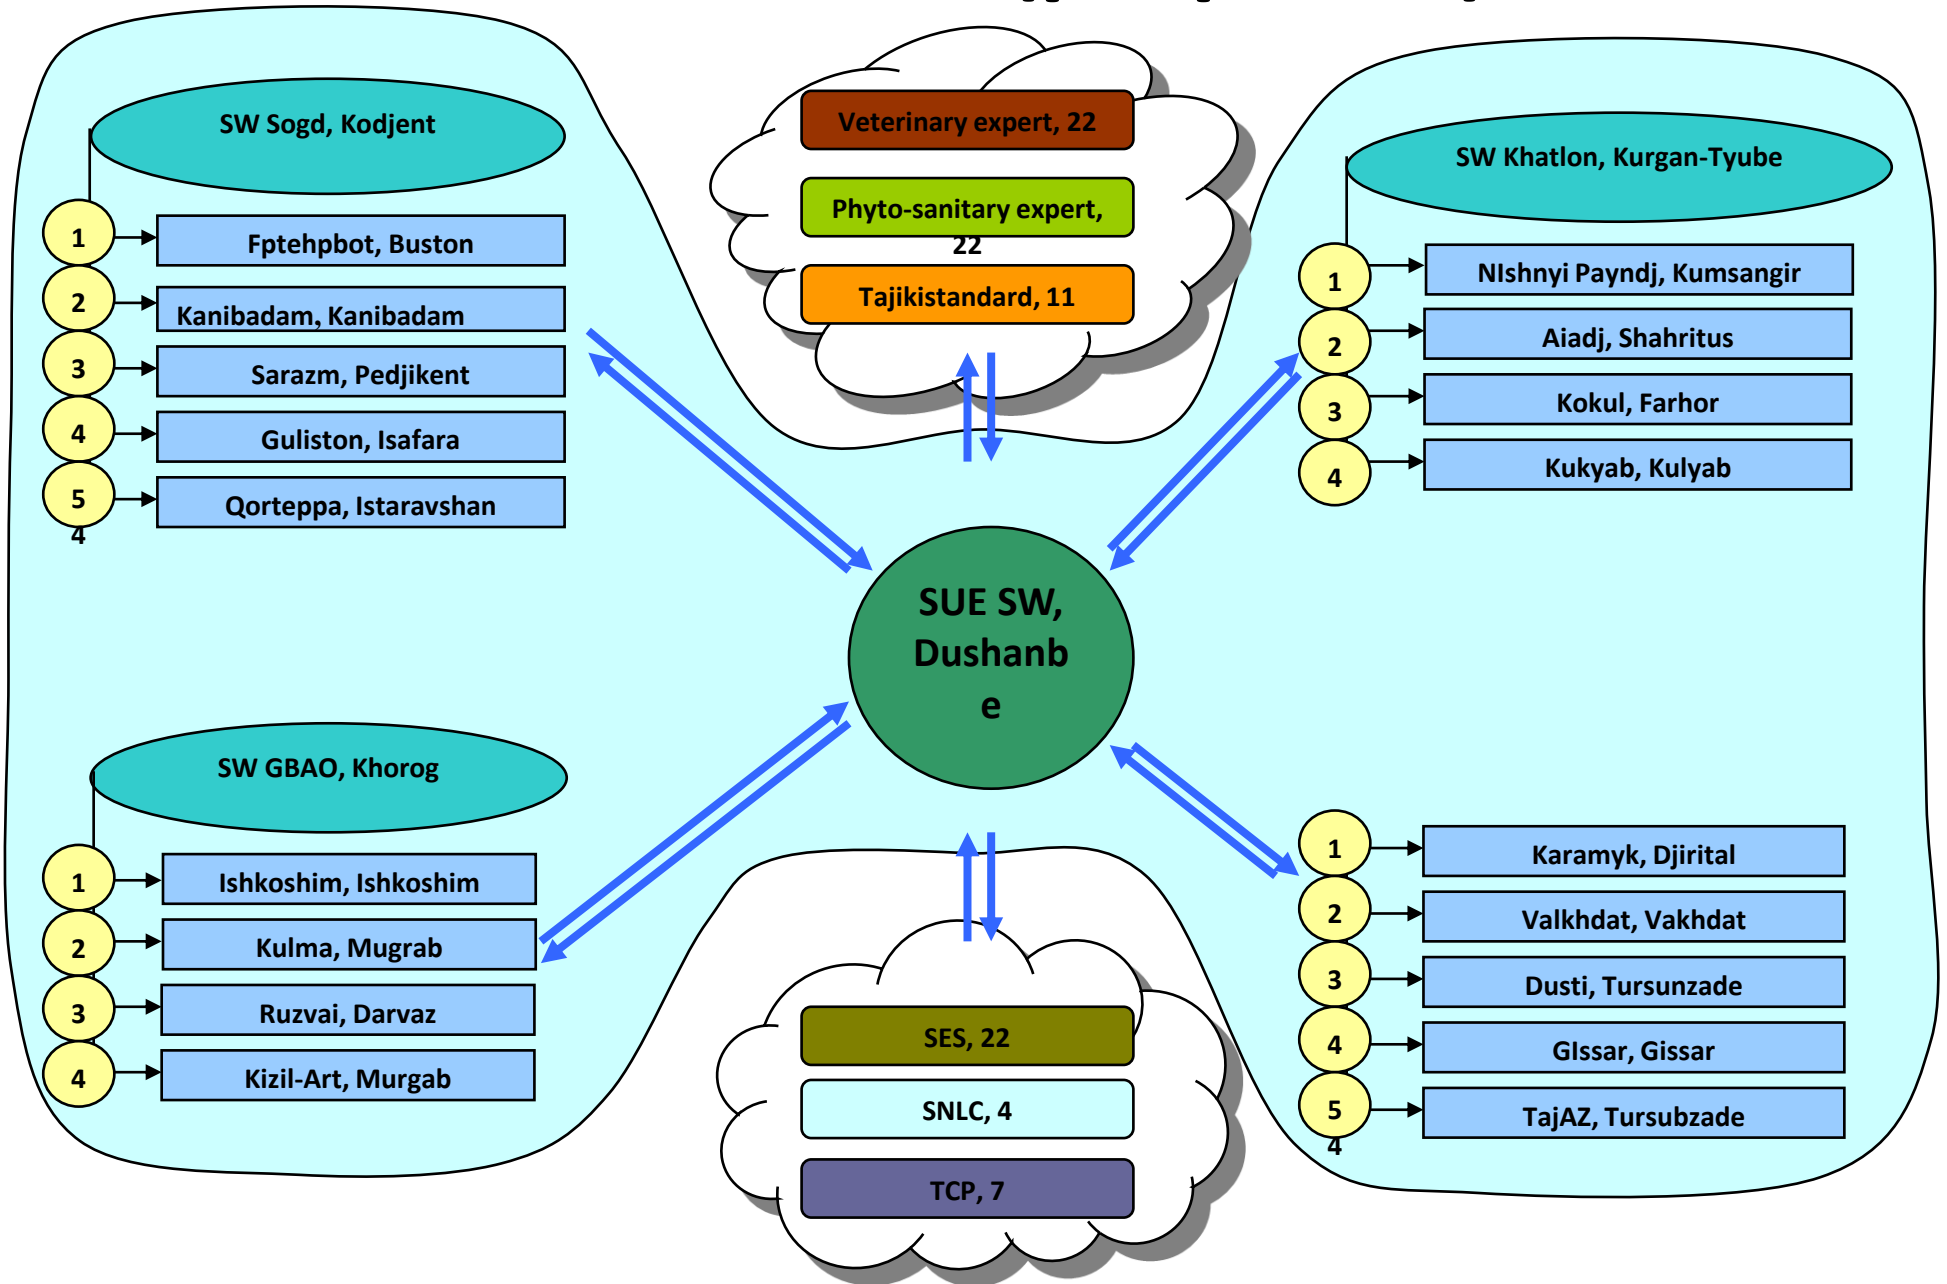 SW Sogd, Kodjent
1
Fptehpbot, Buston
2
Kanibadam, Kanibadam
3
Sarazm, Pedjikent
4
Guliston, Isafara
5
4
Qorteppa, Istaravshan
Veterinary expert, 22
Phyto-sanitary expert,
22
Tajikistandard, 11
SW Khatlon, Kurgan-Tyube
1
NIshnyi Payndj, Kumsangir
2
Aiadj, Shahritus
3
Kokul, Farhor
4
Kukyab, Kulyab
SUE SW,
Dushanb
e
SW GBAO, Khorog
1
Ishkoshim, Ishkoshim
2
Kulma, Mugrab
3
Ruzvai, Darvaz
4
Kizil-Art, Murgab
SES, 22
SNLC, 4
TCP, 7
1
Karamyk, Djirital
2
Valkhdat, Vakhdat
3
Dusti, Tursunzade
4
GIssar, Gissar
5
4
TajAZ, Tursubzade